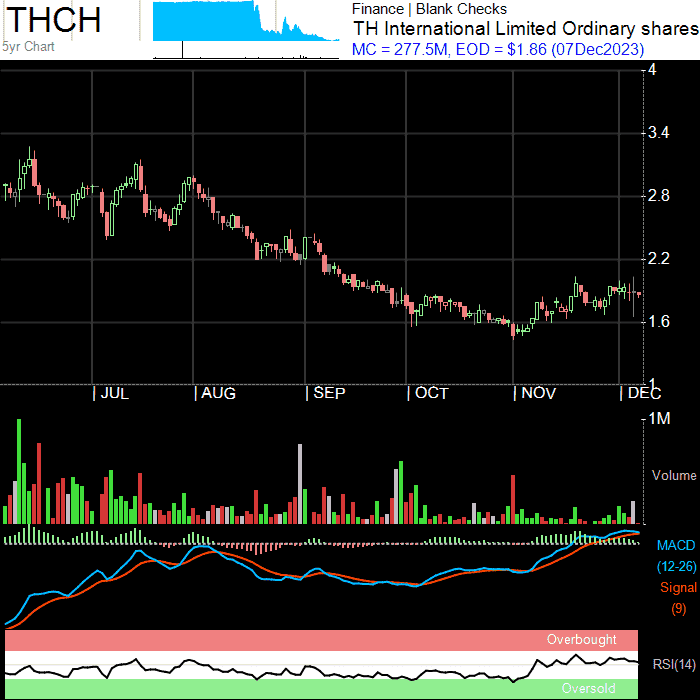 THCH
5yr Chart
Finance | Blank Checks
TH International Limited Ordinary shares
MC = 277.5M, EOD = $1.86 (07Dec2023)
4
3.4
2.8
2.2
1.6
1
| JUL | AUG | SEP | OCT | NOV | DEC
1M
Volume
MACD
(12-26)
Signal
(9)
Overbought
RSI(14)
Oversold